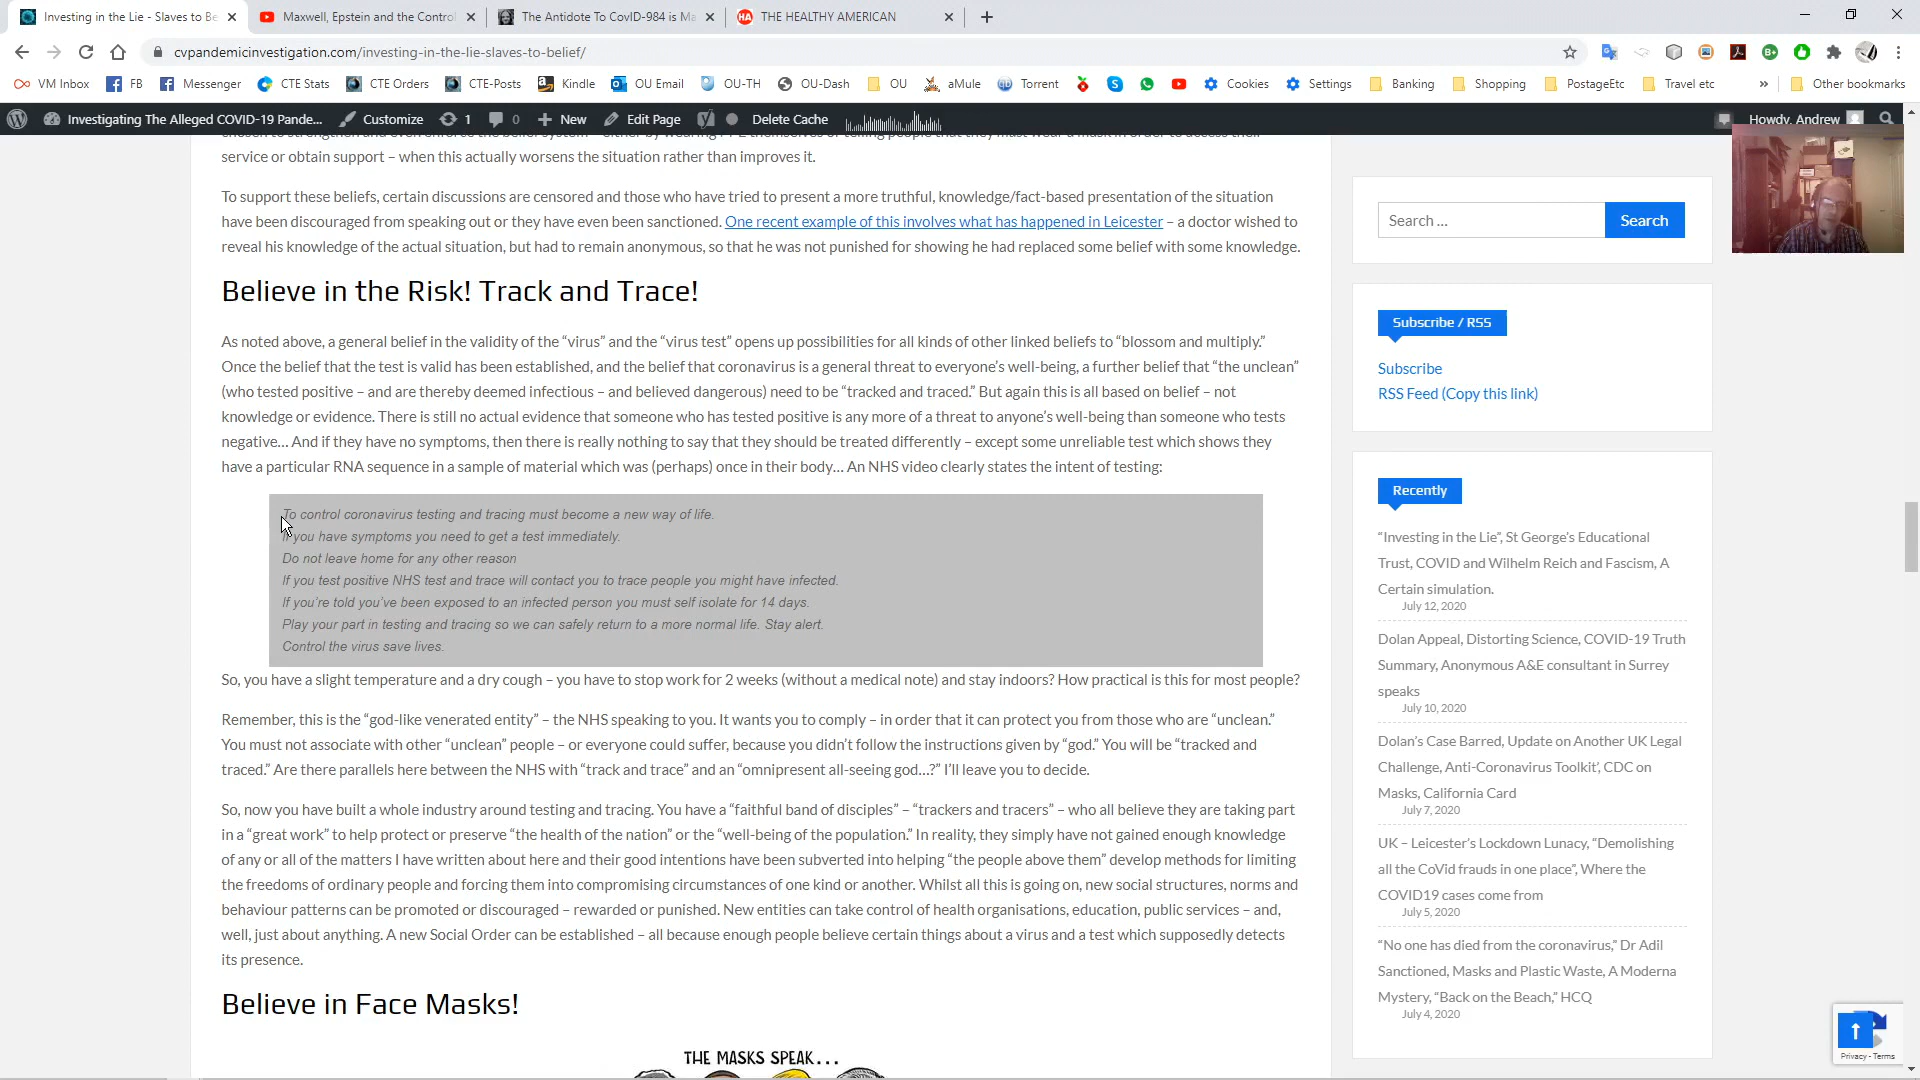 Investing in the Lie - Slaves to Be
Maxwell, Epstein and the Control
The Antidote To CovID-984 is Ma
THE HEALTHY AMERICAN
cvpandemicinvestigation.com/investing-in-the-lie-slaves-to-belief/
VM Inbox
FB
Messenger
CTE Stats
CTE Orders
CTE-Posts
Kindle
OU Email
OU-TH
OU-Dash
OU
aMule
Torrent
Cookies
Settings
Banking
Shopping
PostageEtc
Travel etc
Other bookmarks
Investigating The Alleged COVID-19 Pande...
Customize
1
0
New
Edit Page
Delete Cache
Howdy, Andrew
service or obtain support – when this actually worsens the situation rather than improves it.
To support these beliefs, certain discussions are censored and those who have tried to present a more truthful, knowledge/fact-based presentation of the situation
have been discouraged from speaking out or they have even been sanctioned. One recent example of this involves what has happened in Leicester – a doctor wished to
reveal his knowledge of the actual situation, but had to remain anonymous, so that he was not punished for showing he had replaced some belief with some knowledge.
Believe in the Risk! Track and Trace!
As noted above, a general belief in the validity of the “virus” and the “virus test” opens up possibilities for all kinds of other linked beliefs to “blossom and multiply.”
Once the belief that the test is valid has been established, and the belief that coronavirus is a general threat to everyone’s well-being, a further belief that “the unclean”
(who tested positive – and are thereby deemed infectious – and believed dangerous) need to be “tracked and traced.” But again this is all based on belief – not
knowledge or evidence. There is still no actual evidence that someone who has tested positive is any more of a threat to anyone’s well-being than someone who tests
negative… And if they have no symptoms, then there is really nothing to say that they should be treated differently – except some unreliable test which shows they
have a particular RNA sequence in a sample of material which was (perhaps) once in their body… An NHS video clearly states the intent of testing:
To control coronavirus testing and tracing must become a new way of life.
If you have symptoms you need to get a test immediately.
Do not leave home for any other reason
If you test positive NHS test and trace will contact you to trace people you might have infected.
If you’re told you’ve been exposed to an infected person you must self isolate for 14 days.
Play your part in testing and tracing so we can safely return to a more normal life. Stay alert.
Control the virus save lives.
So, you have a slight temperature and a dry cough – you have to stop work for 2 weeks (without a medical note) and stay indoors? How practical is this for most people?
Remember, this is the “god-like venerated entity” – the NHS speaking to you. It wants you to comply – in order that it can protect you from those who are “unclean.”
You must not associate with other “unclean” people – or everyone could suffer, because you didn’t follow the instructions given by “god.” You will be “tracked and
traced.” Are there parallels here between the NHS with “track and trace” and an “omnipresent all-seeing god…?” I’ll leave you to decide.
So, now you have built a whole industry around testing and tracing. You have a “faithful band of disciples” – “trackers and tracers” – who all believe they are taking part
in a “great work” to help protect or preserve “the health of the nation” or the “well-being of the population.” In reality, they simply have not gained enough knowledge
of any or all of the matters I have written about here and their good intentions have been subverted into helping “the people above them” develop methods for limiting
the freedoms of ordinary people and forcing them into compromising circumstances of one kind or another. Whilst all this is going on, new social structures, norms and
behaviour patterns can be promoted or discouraged – rewarded or punished. New entities can take control of health organisations, education, public services – and,
well, just about anything. A new Social Order can be established – all because enough people believe certain things about a virus and a test which supposedly detects
its presence.
Believe in Face Masks!
THE MASKS SPEAK...
Search ...
Search
Subscribe / RSS
Subscribe
RSS Feed (Copy this link)
Recently
“Investing in the Lie”, St George’s Educational
Trust, COVID and Wilhelm Reich and Fascism, A
Certain simulation.
July 12, 2020
Dolan Appeal, Distorting Science, COVID-19 Truth
Summary, Anonymous A&E consultant in Surrey
speaks
July 10, 2020
Dolan’s Case Barred, Update on Another UK Legal
Challenge, Anti-Coronavirus Toolkit’, CDC on
Masks, California Card
July 7, 2020
UK – Leicester’s Lockdown Lunacy, “Demolishing
all the CoVid frauds in one place”, Where the
COVID19 cases come from
July 5, 2020
“No one has died from the coronavirus,” Dr Adil
Sanctioned, Masks and Plastic Waste, A Moderna
Mystery, “Back on the Beach,” HCQ
July 4, 2020
Privacy - Terms